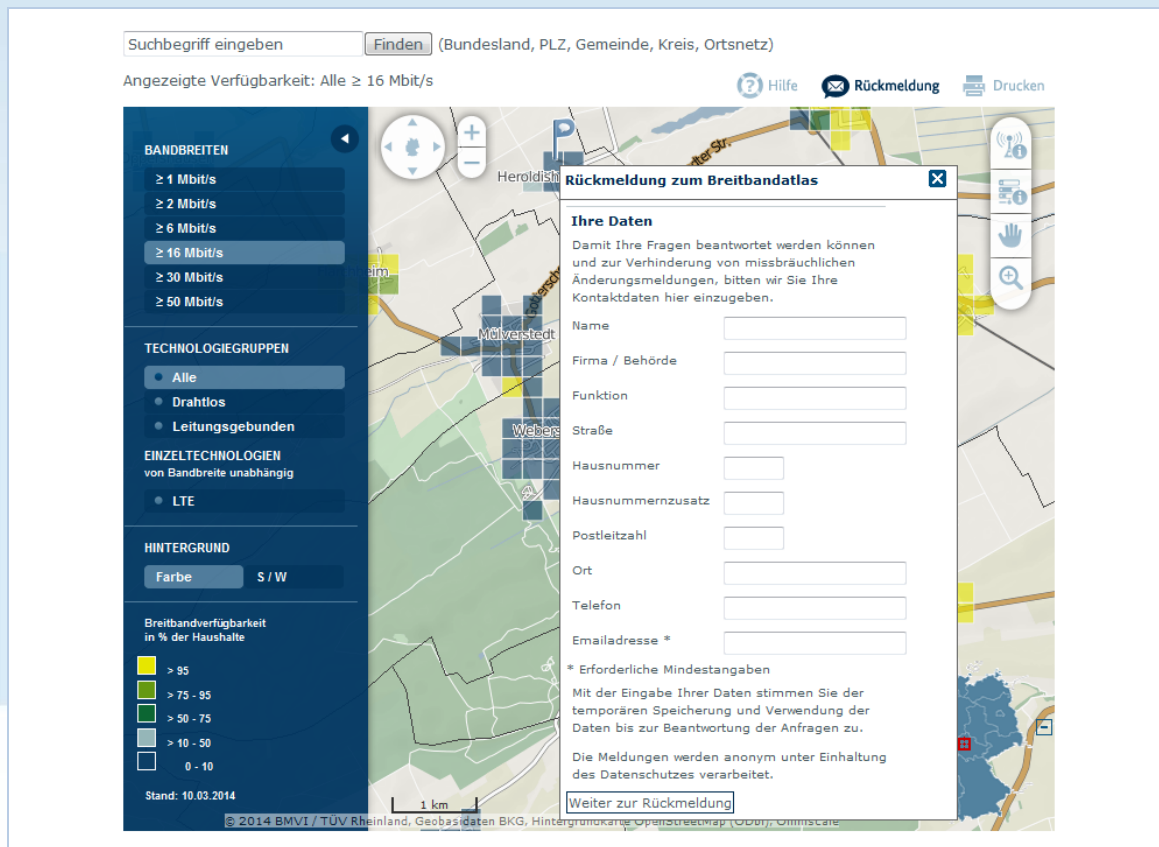 Suchbegriff eingeben Finden (Bundesland, PLZ, Gemeinde, Kreis, Ortsnetz)
Angezeigte Verfügbarkeit: Alle ≥ 16 Mbit/s
Hilfe Rückmeldung Drucken
BANDBREITEN
≥ 1 Mbit/s
≥ 2 Mbit/s
≥ 6 Mbit/s
≥ 16 Mbit/s
≥ 30 Mbit/s
≥ 50 Mbit/s
TECHNOLOGIEGRUPPEN
Alle
Drahtlos
Leitungsgebunden
EINZELTECHNOLOGIEN
von Bandbreite unabhängig
LTE
HINTERGRUND
Farbe S / W
Breitbandverfügbarkeit
in % der Haushalte
> 95
> 75 - 95
> 50 - 75
> 10 - 50
0 - 10
Stand: 10.03.2014
Heroldish
dter Str.
eim
Gottersch
Mülverstedt
Webers
1 km
Rückmeldung zum Breitbandatlas
Ihre Daten
Damit Ihre Fragen beantwortet werden können
und zur Verhinderung von missbräuchlichen
Änderungsmeldungen, bitten wir Sie Ihre
Kontaktdaten hier einzugeben.
Name
Firma / Behörde
Funktion
Straße
Hausnummer
Hausnummernzusatz
Postleitzahl
Ort
Telefon
Emailadresse *
* Erforderliche Mindestangaben
Mit der Eingabe Ihrer Daten stimmen Sie der
temporären Speicherung und Verwendung der
Daten bis zur Beantwortung der Anfragen zu.
Die Meldungen werden anonym unter Einhaltung
des Datenschutzes verarbeitet.
Weiter zur Rückmeldung
© 2014 BMVI / TÜV Rheinland, Geobasidaten BKG, Hintergrundkarte OpenStreetMap (ODbl), Omniscale